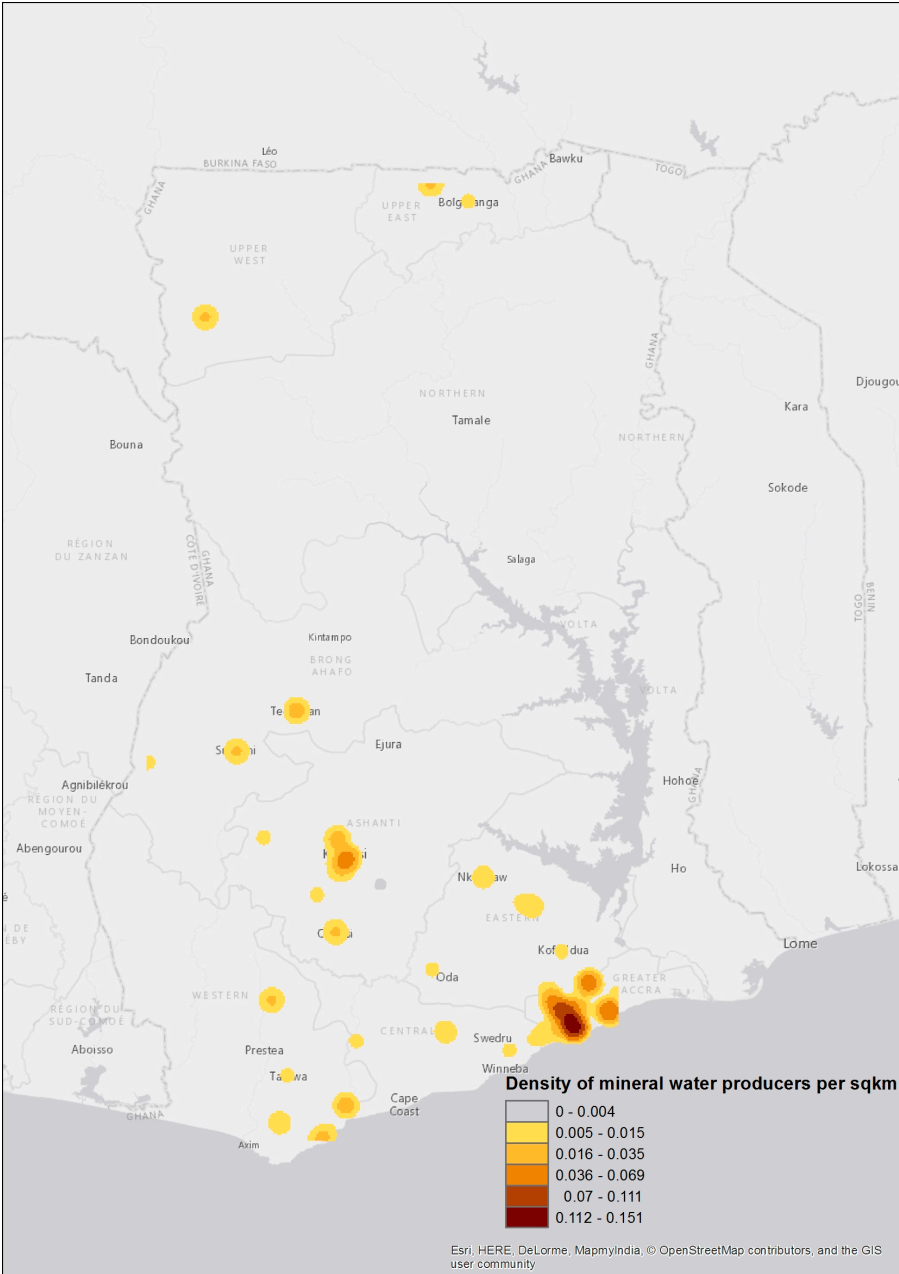 Léo
BURKINA FASO
Bawku
GHANA
TOGO
GHANA
UPPER
EAST
UPPER
WEST
GHANA
Djougou
NORTHERN
Kara
Tamale
NORTHERN
Bouna
Sokode
RÉGION
DU ZANZAN
GHANA
CÔTE D'IVOIRE
Salaga
TOGO
BENIN
VOLTA
Bondoukou
Kintampo
BRONG
AHAFO
Tanda
VOLTA
Ejura
Agnibilékrou
Hohoe
GHANA
RÉGION DU
MOYEN-
COMOÉ
ASHANTI
Abengourou
Ho
Lokossa
EASTERN
Lome
Oda
GREATER
ACCRA
WESTERN
RÉGION DU
SUD-COMOÉ
CENTRAL
Swedru
Aboisso
Prestea
Winneba
Cape
Coast
GHANA
Axim
Density of mineral water producers per sqkm
0 - 0.004
0.005 - 0.015
0.016 - 0.035
0.036 - 0.069
0.07 - 0.111
0.112 - 0.151
Esri, HERE, DeLorme, MapmyIndia, © OpenStreetMap contributors, and the GIS
user community